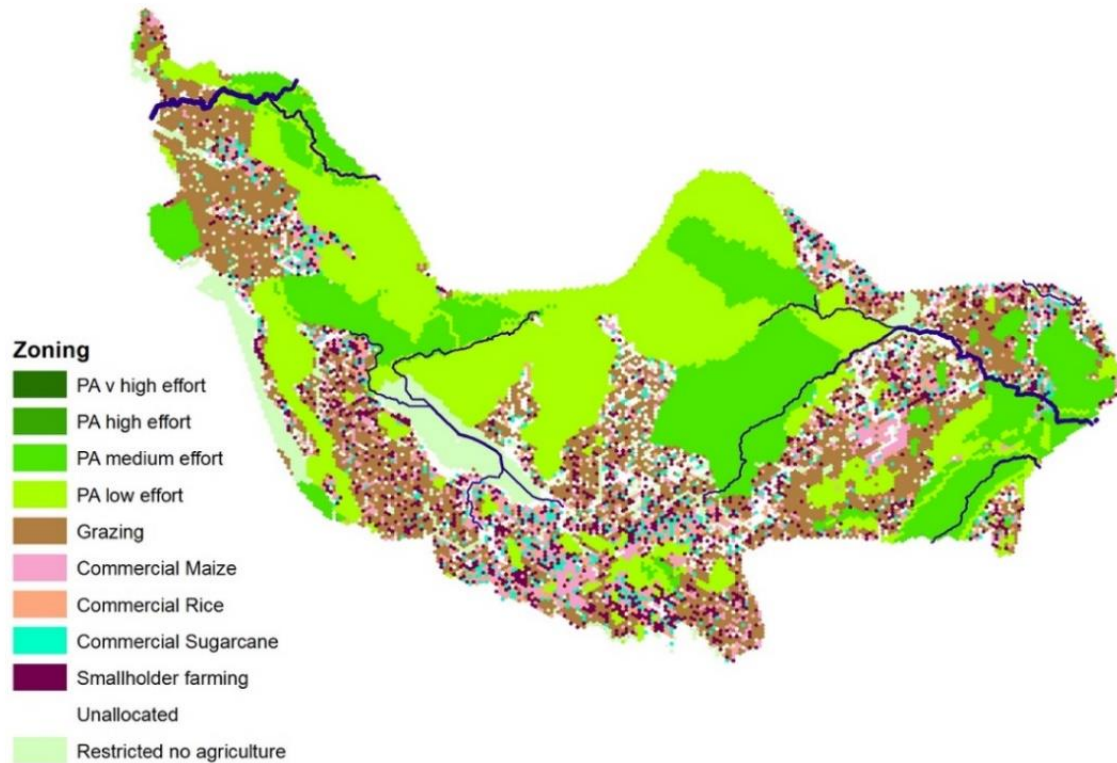 Zoning
PA v high effort
PA high effort
PA medium effort
PA low effort
Grazing
Commercial Maize
Commercial Rice
Commercial Sugarcane
Smallholder farming
Unallocated
Restricted no agriculture